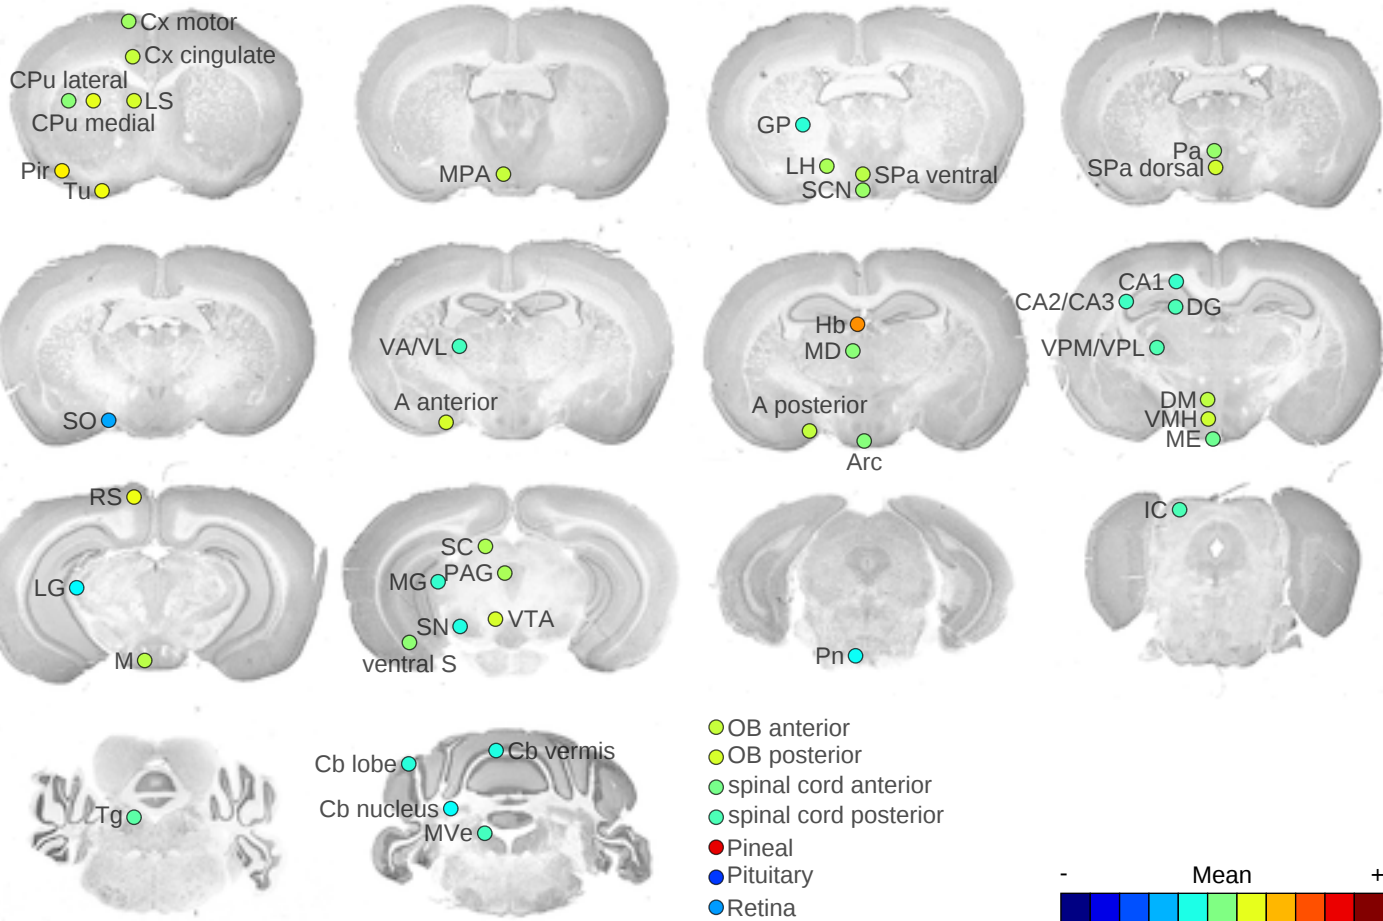 Cx motor
Cx cingulate
CPu lateral
LS
CPu medial
Pir
Tu
MPA
GP
LH
SPa ventral
SCN
Pa
SPa dorsal
SO
VA/VL
A anterior
Hb
MD
A posterior
Arc
CA1
CA2/CA3
DG
VPM/VPL
DM
VMH
ME
RS
LG
M
SC
MG
PAG
SN
VTA
ventral S
Pn
IC
Tg
Cb lobe
Cb vermis
Cb nucleus
MVe
OB anterior
OB posterior
spinal cord anterior
spinal cord posterior
Pineal
Pituitary
Retina
- Mean +